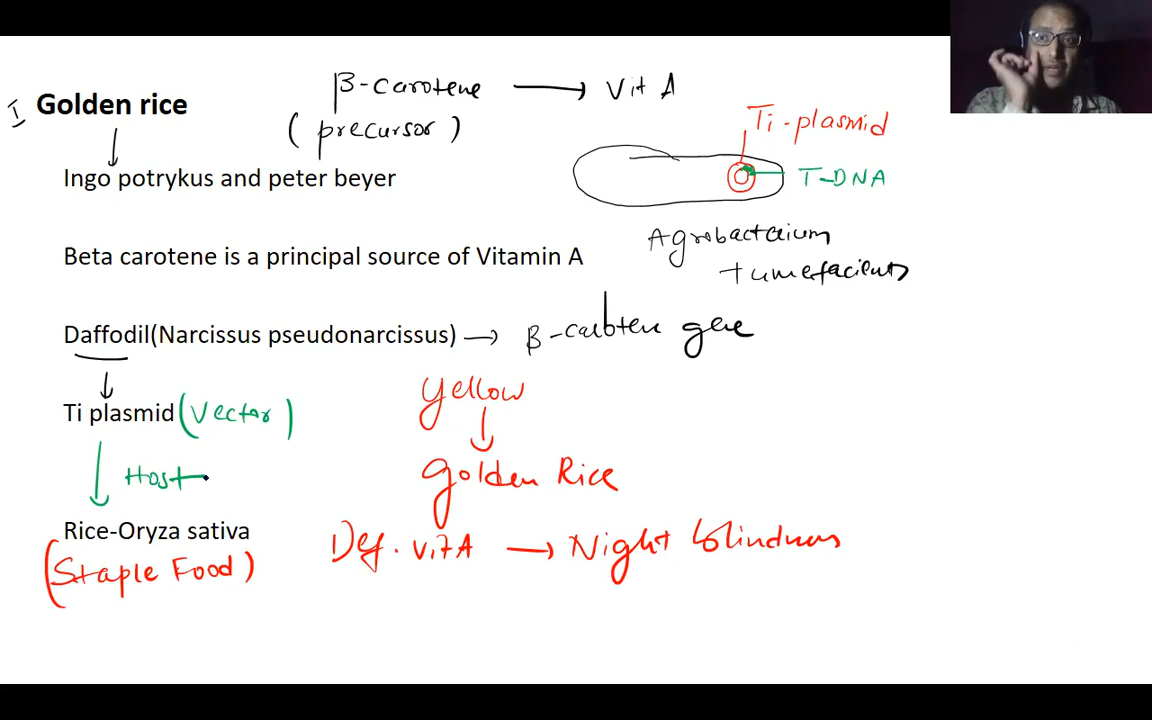 I Golden rice
β-carotene → Vit A
(precursor)
Ti-plasmid
T-DNA
Ingo potrykus and peter beyer
Agrobacterium
tumefaciens
Beta carotene is a principal source of Vitamin A
Daffodil(Narcissus pseudonarcissus) → β-carotene gene
Yellow
Ti plasmid (Vector)
Host
Golden Rice
Rice-Oryza sativa
(Staple Food)
Def. Vit A → Night blindness